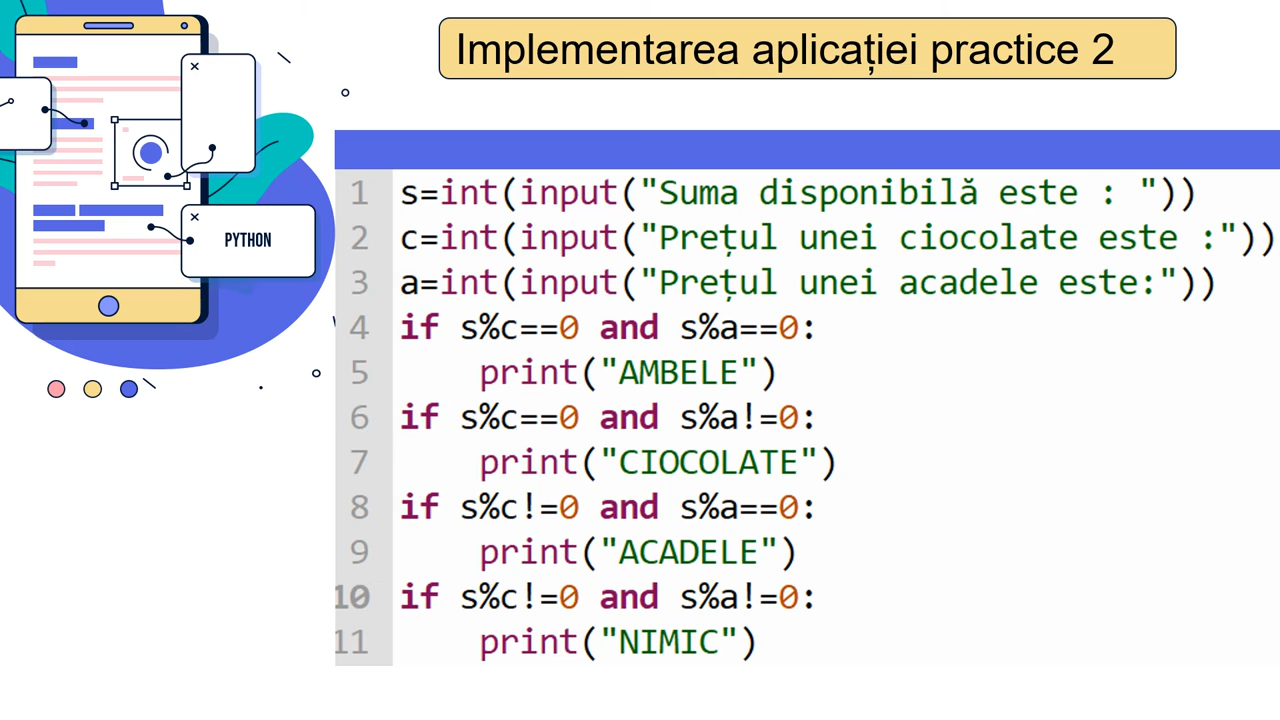 Implementarea aplicației practice 2
PYTHON
1 s=int(input("Suma disponibilă este : "))
2 c=int(input("Prețul unei ciocolate este :"))
3 a=int(input("Prețul unei acadele este:"))
4 if s%c==0 and s%a==0:
5     print("AMBELE")
6 if s%c==0 and s%a!=0:
7     print("CIOCOLATE")
8 if s%c!=0 and s%a==0:
9     print("ACADELE")
10 if s%c!=0 and s%a!=0:
11     print("NIMIC")